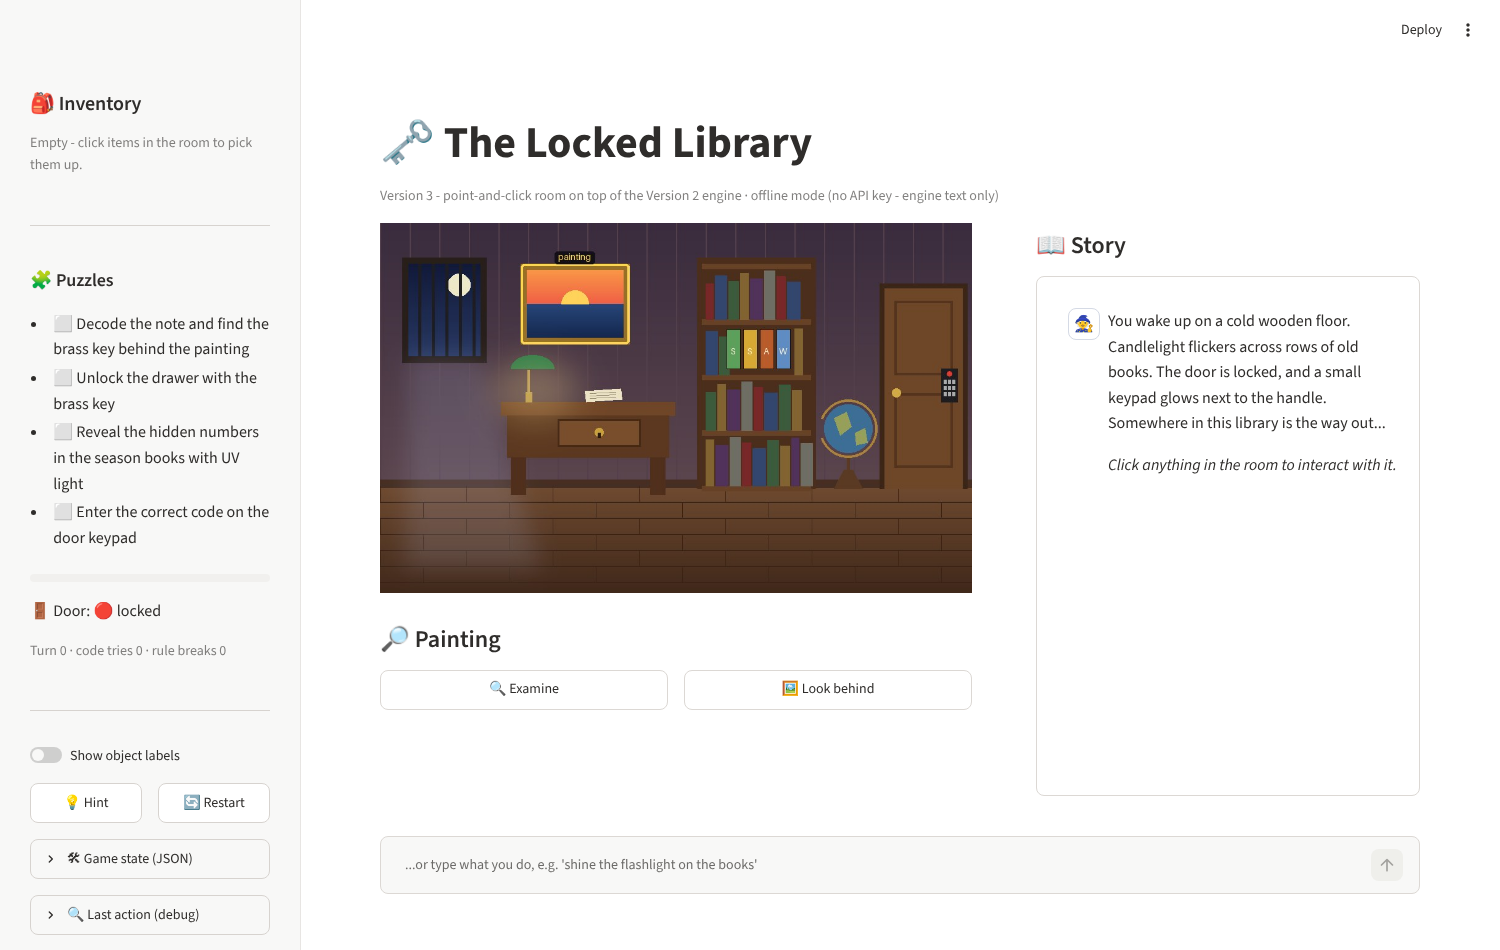 Deploy
🎒 Inventory
Empty - click items in the room to pick
them up.
🧩 Puzzles
⬜ Decode the note and find the
brass key behind the painting
⬜ Unlock the drawer with the
brass key
⬜ Reveal the hidden numbers
in the season books with UV
light
⬜ Enter the correct code on the
door keypad
🚪 Door: 🔴 locked
Turn 0 · code tries 0 · rule breaks 0
Show object labels
💡 Hint
🔄 Restart
🛠 Game state (JSON)
🔍 Last action (debug)
🗝️ The Locked Library
Version 3 - point-and-click room on top of the Version 2 engine · offline mode (no API key - engine text only)
painting
S S A W
🔎 Painting
🔍 Examine
🖼️ Look behind
📖 Story
You wake up on a cold wooden floor.
Candlelight flickers across rows of old
books. The door is locked, and a small
keypad glows next to the handle.
Somewhere in this library is the way out...
Click anything in the room to interact with it.
...or type what you do, e.g. 'shine the flashlight on the books'